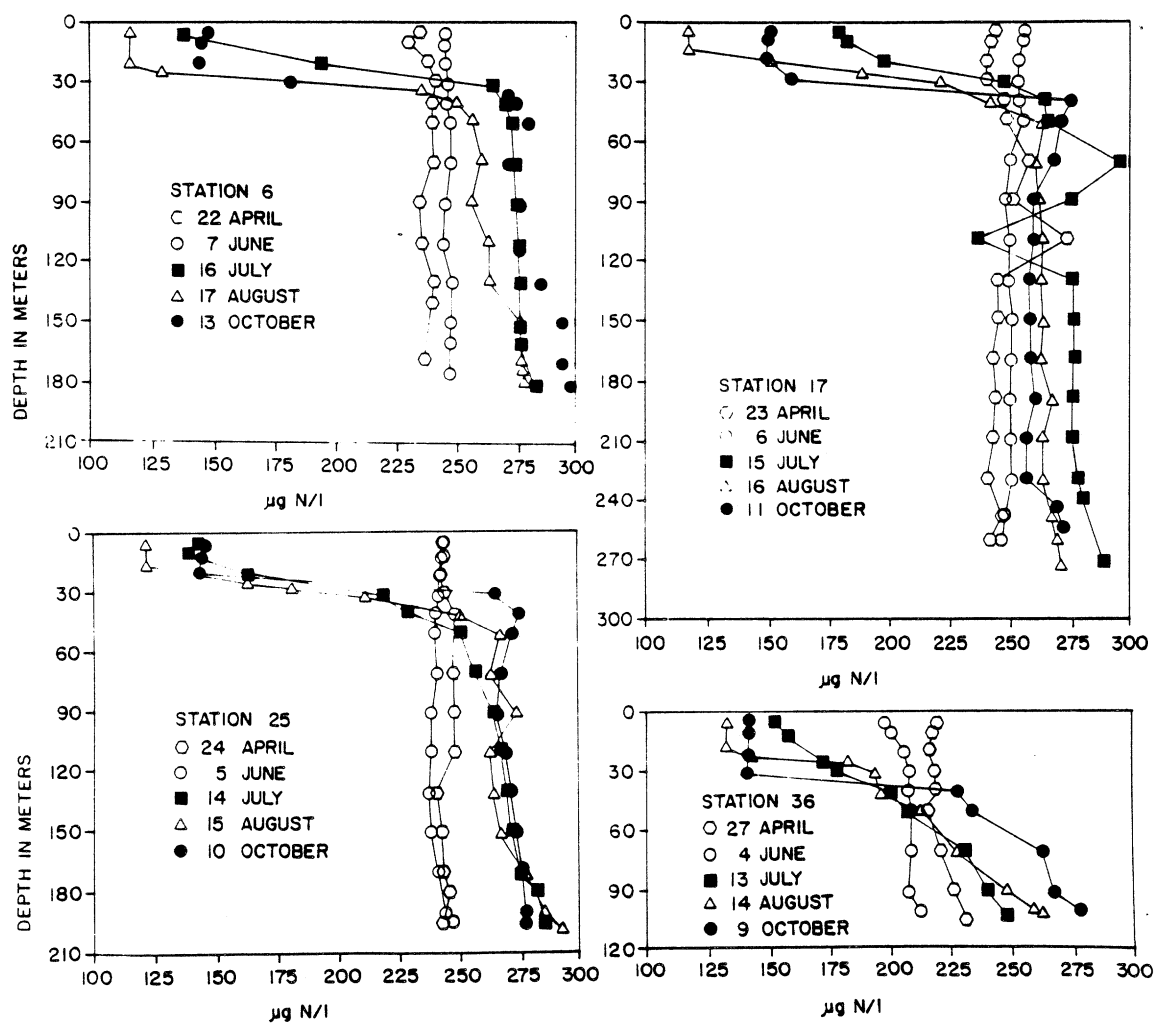 0
30
60
90
120
150
180
210
DEPTH IN METERS
STATION 6
22 APRIL
7 JUNE
16 JULY
17 AUGUST
13 OCTOBER
100 125 150 175 200 225 250 275 300
µg N/l
0
30
60
90
120
150
180
210
240
270
300
STATION 17
23 APRIL
6 JUNE
15 JULY
16 AUGUST
11 OCTOBER
100 125 150 175 200 225 250 275 300
µg N/l
0
30
60
90
120
150
180
210
DEPTH IN METERS
STATION 25
24 APRIL
5 JUNE
14 JULY
15 AUGUST
10 OCTOBER
100 125 150 175 200 225 250 275 300
µg N/l
0
30
60
90
120
STATION 36
27 APRIL
4 JUNE
13 JULY
14 AUGUST
9 OCTOBER
100 125 150 175 200 225 250 275 300
µg N/l